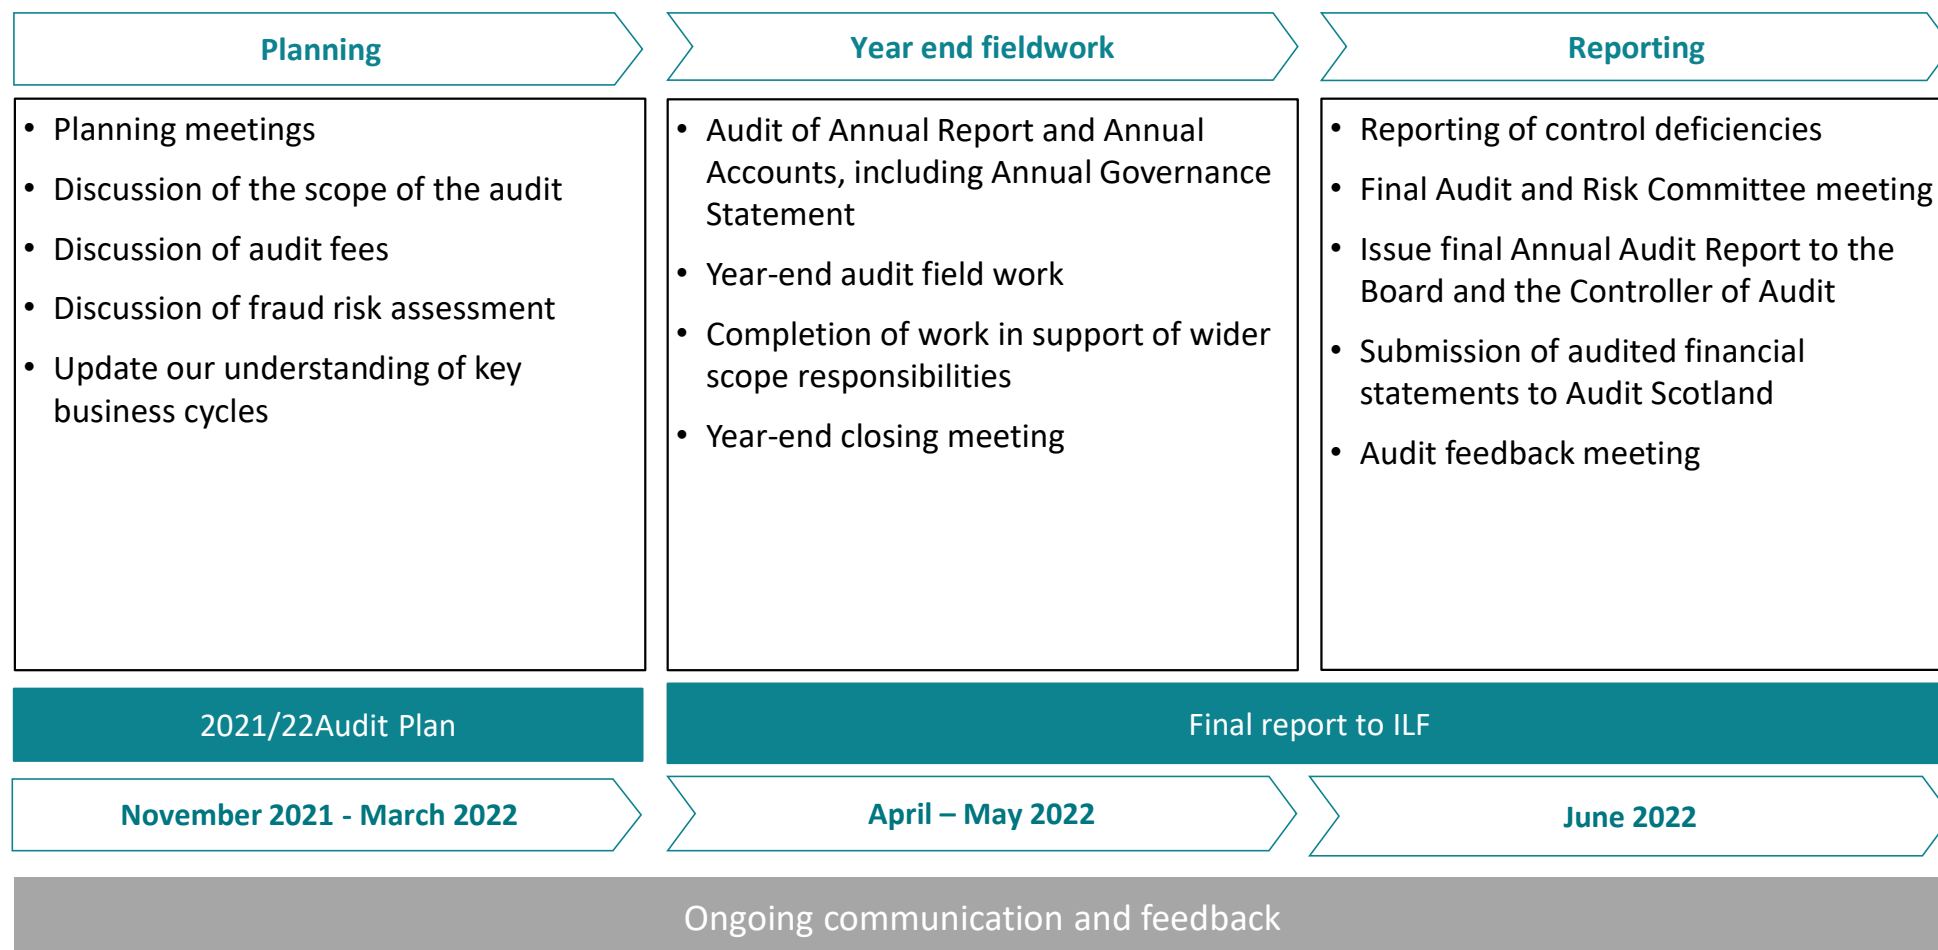 Planning
Year end fieldwork
Reporting
• Planning meetings
• Discussion of the scope of the audit
• Discussion of audit fees
• Discussion of fraud risk assessment
• Update our understanding of key
business cycles
• Audit of Annual Report and Annual
Accounts, including Annual Governance
Statement
• Year-end audit field work
• Completion of work in support of wider
scope responsibilities
• Year-end closing meeting
• Reporting of control deficiencies
• Final Audit and Risk Committee meeting
• Issue final Annual Audit Report to the
Board and the Controller of Audit
• Submission of audited financial
statements to Audit Scotland
• Audit feedback meeting
2021/22Audit Plan
Final report to ILF
November 2021 - March 2022
April – May 2022
June 2022
Ongoing communication and feedback